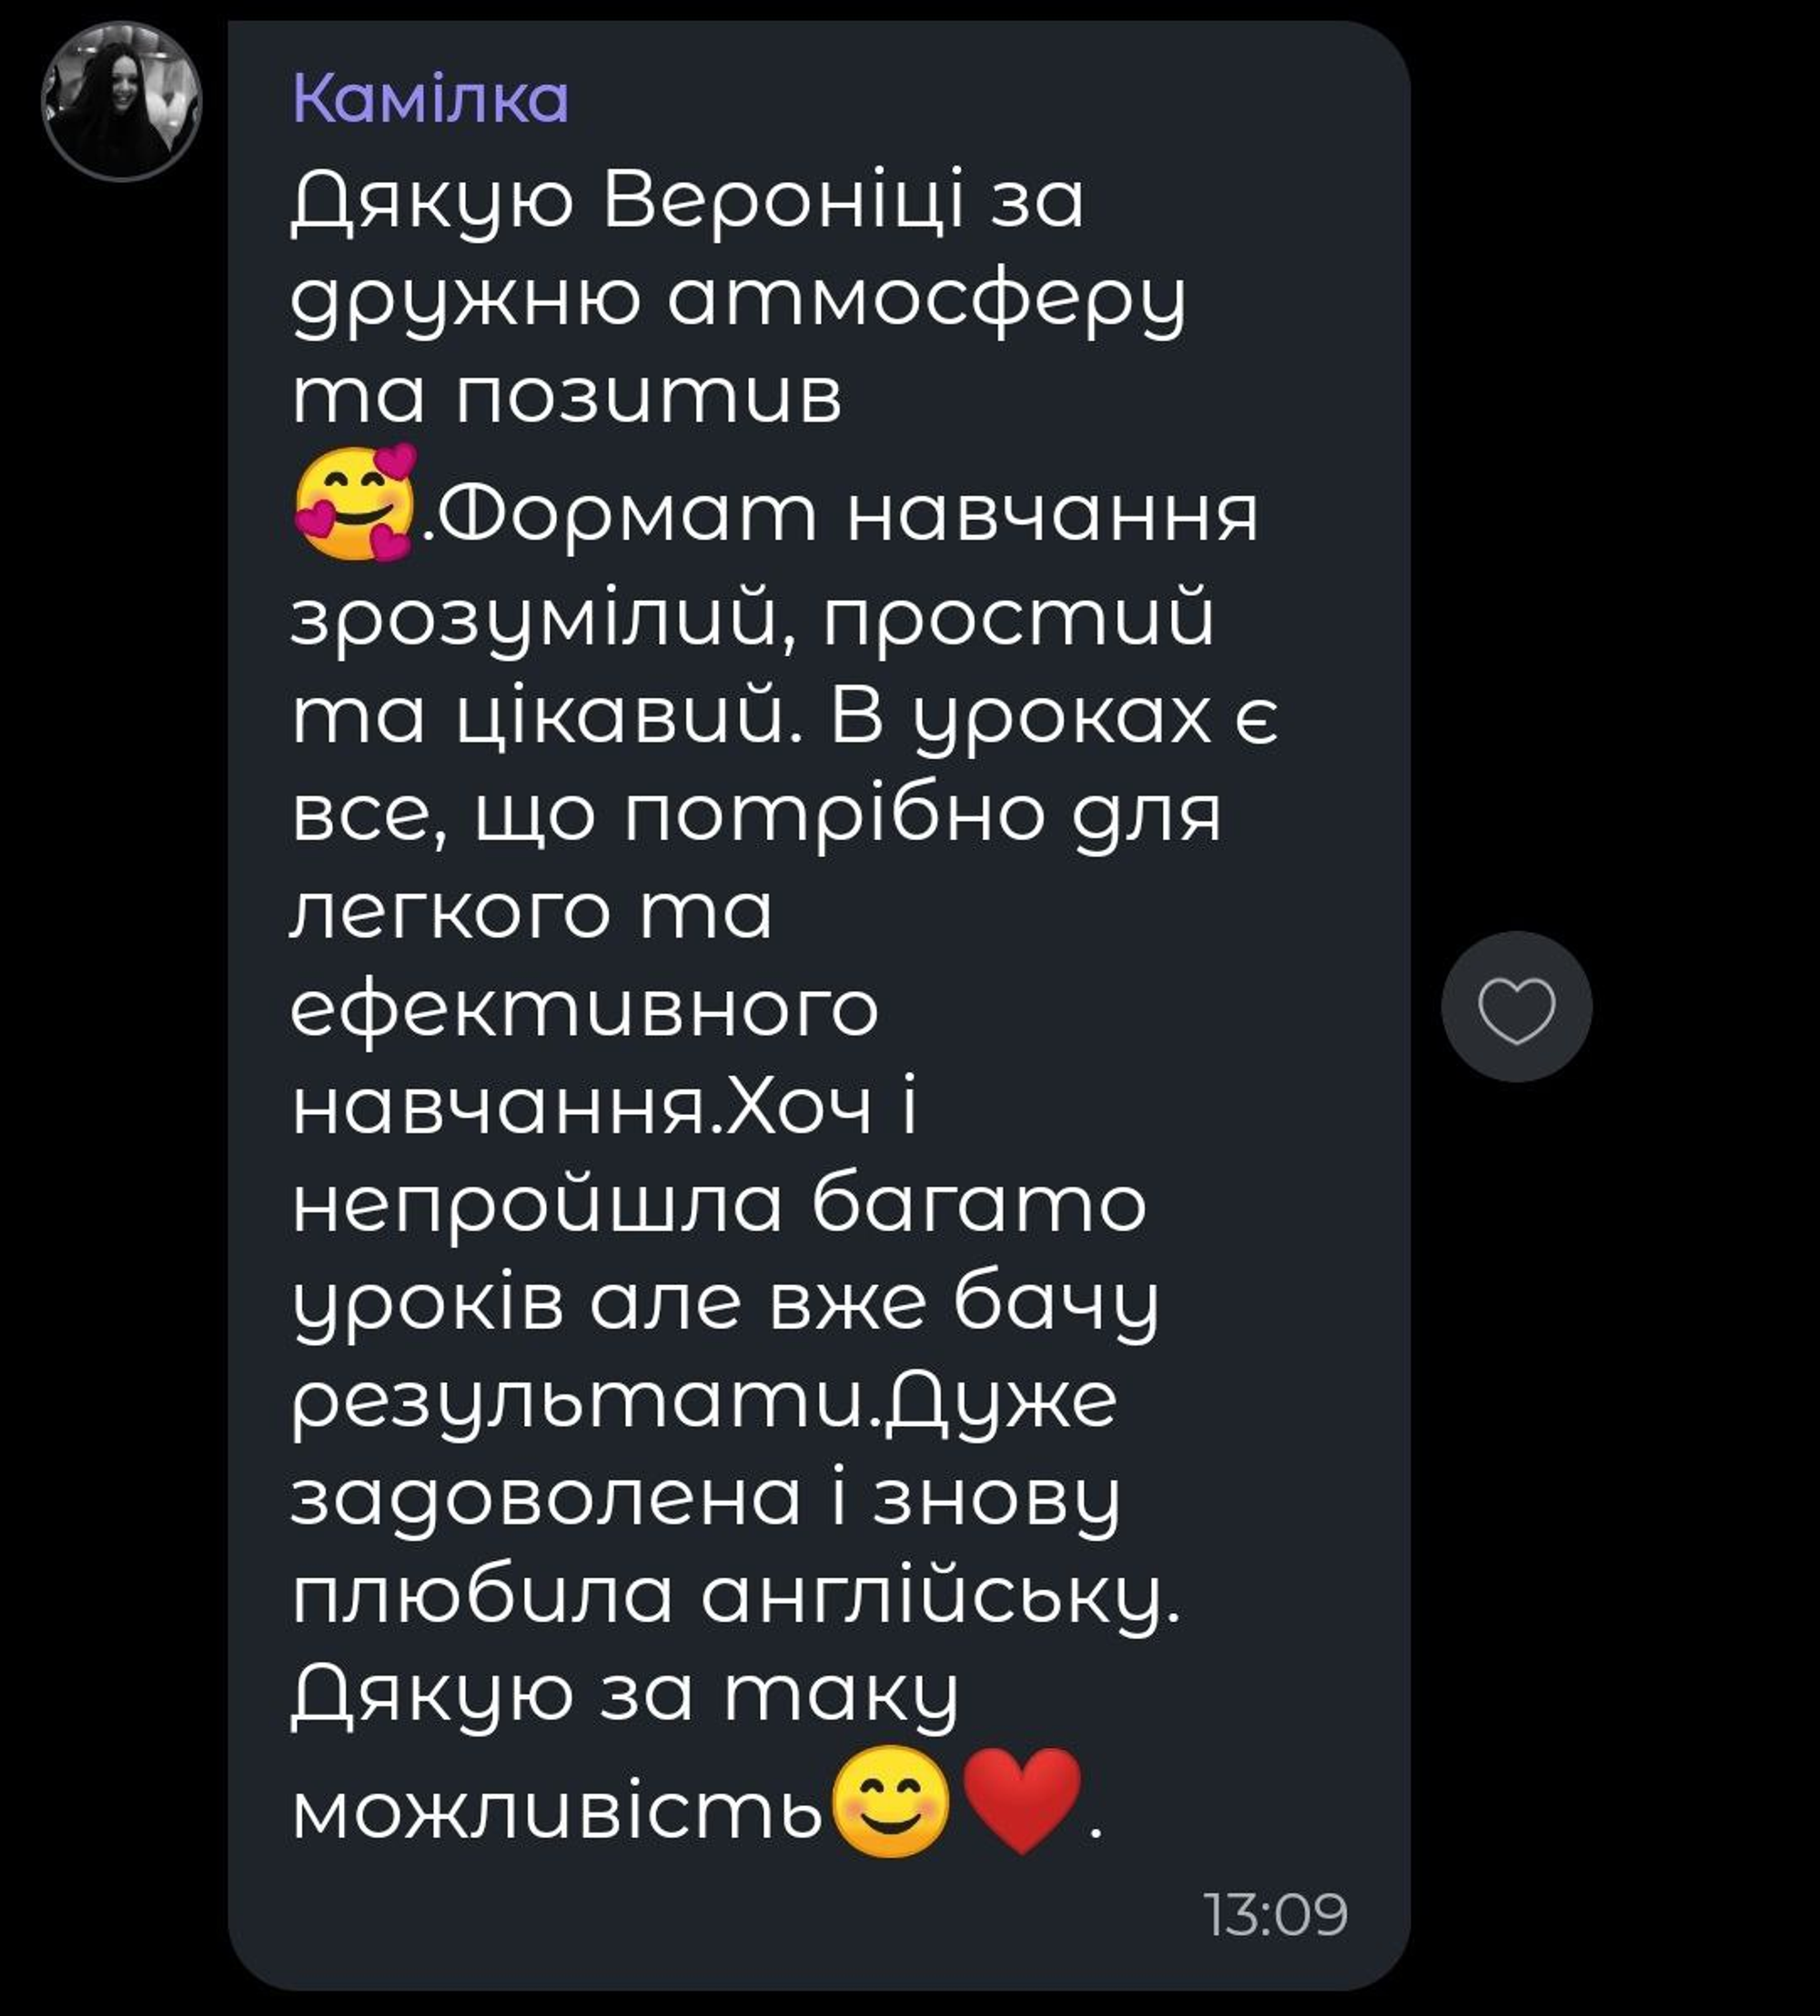 Камілка
Дякую Вероніці за
дружню атмосферу
та позитив
🥰.Формат навчання
зрозумілий, простий
та цікавий. В уроках є
все, що потрібно для
легкого та
ефективного
навчання.Хоч і
непройшла багато
уроків але вже бачу
результати.Дуже
задоволена і знову
плюбила англійську.
Дякую за таку
можливість😊❤️.
13:09